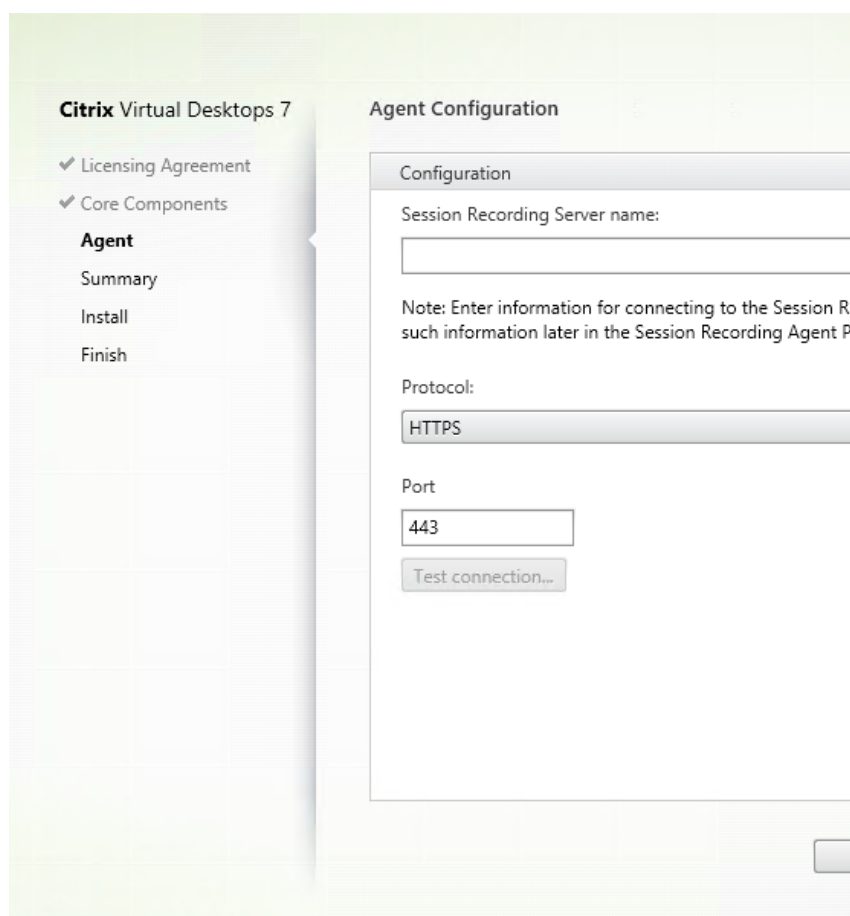 Citrix Virtual Desktops 7
Licensing Agreement
Core Components
Agent
Summary
Install
Finish
Agent Configuration
Configuration
Session Recording Server name:
Note: Enter information for connecting to the Session R
such information later in the Session Recording Agent P
Protocol:
HTTPS
Port
443
Test connection...